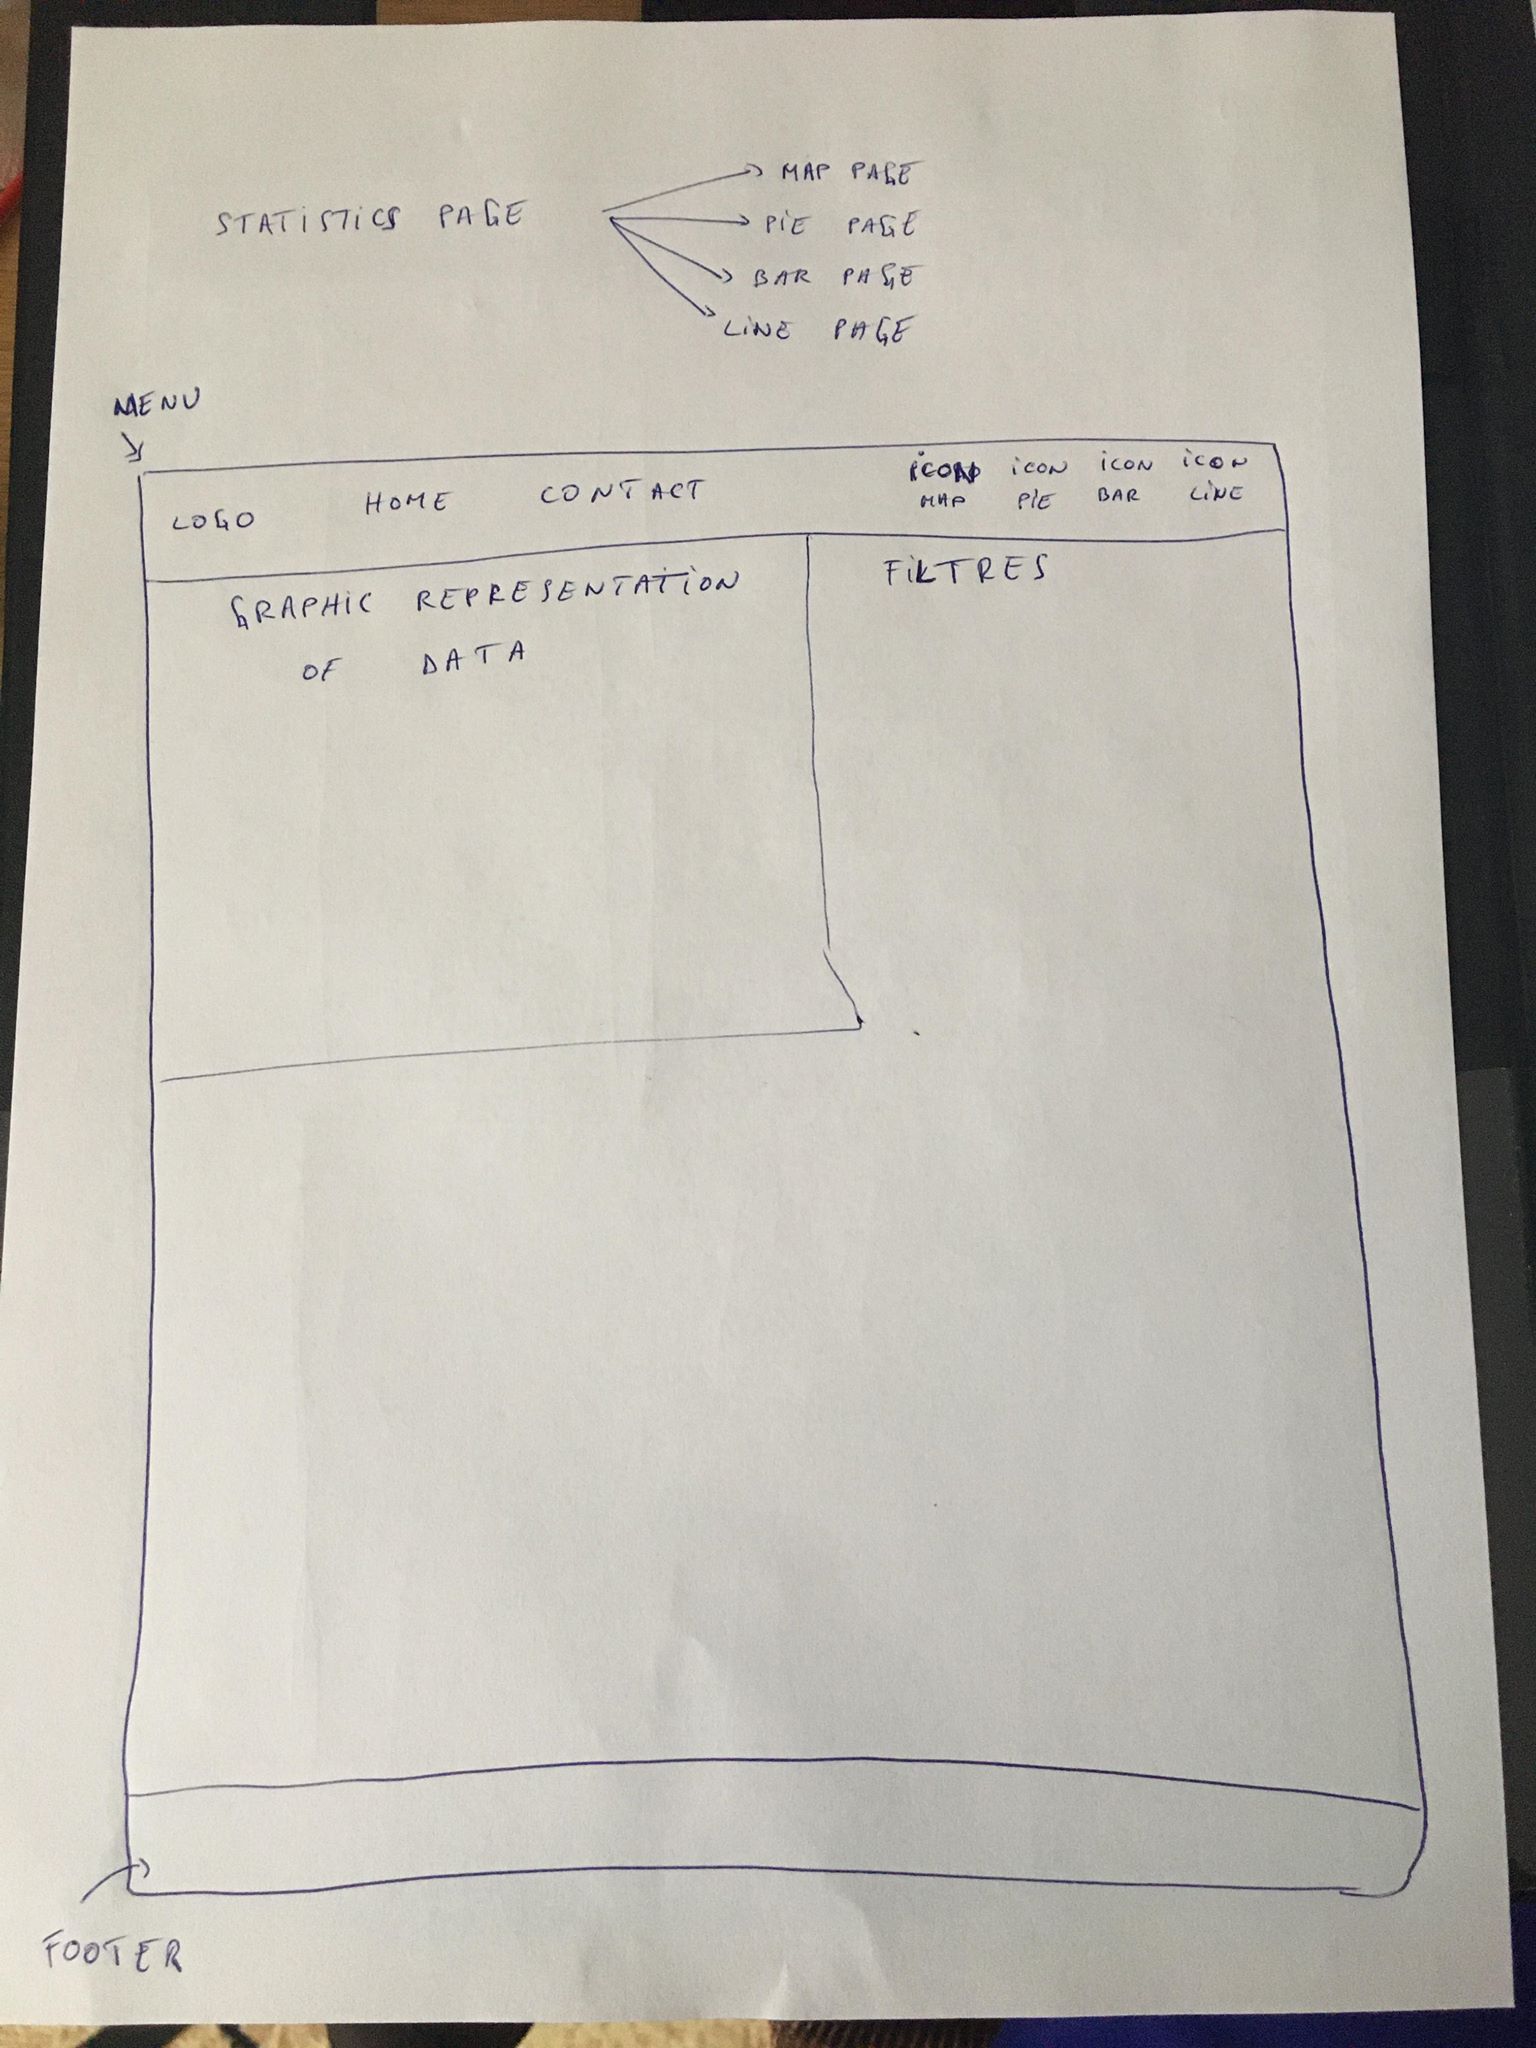 STATISTICS PAGE
MAP PAGE
PIE PAGE
BAR PAGE
LINE PAGE
MENU
LOGO HOME CONTACT
ICON MAP
ICON PIE
ICON BAR
ICON LINE
GRAPHIC REPRESENTATION
OF DATA
FILTRES
FOOTER